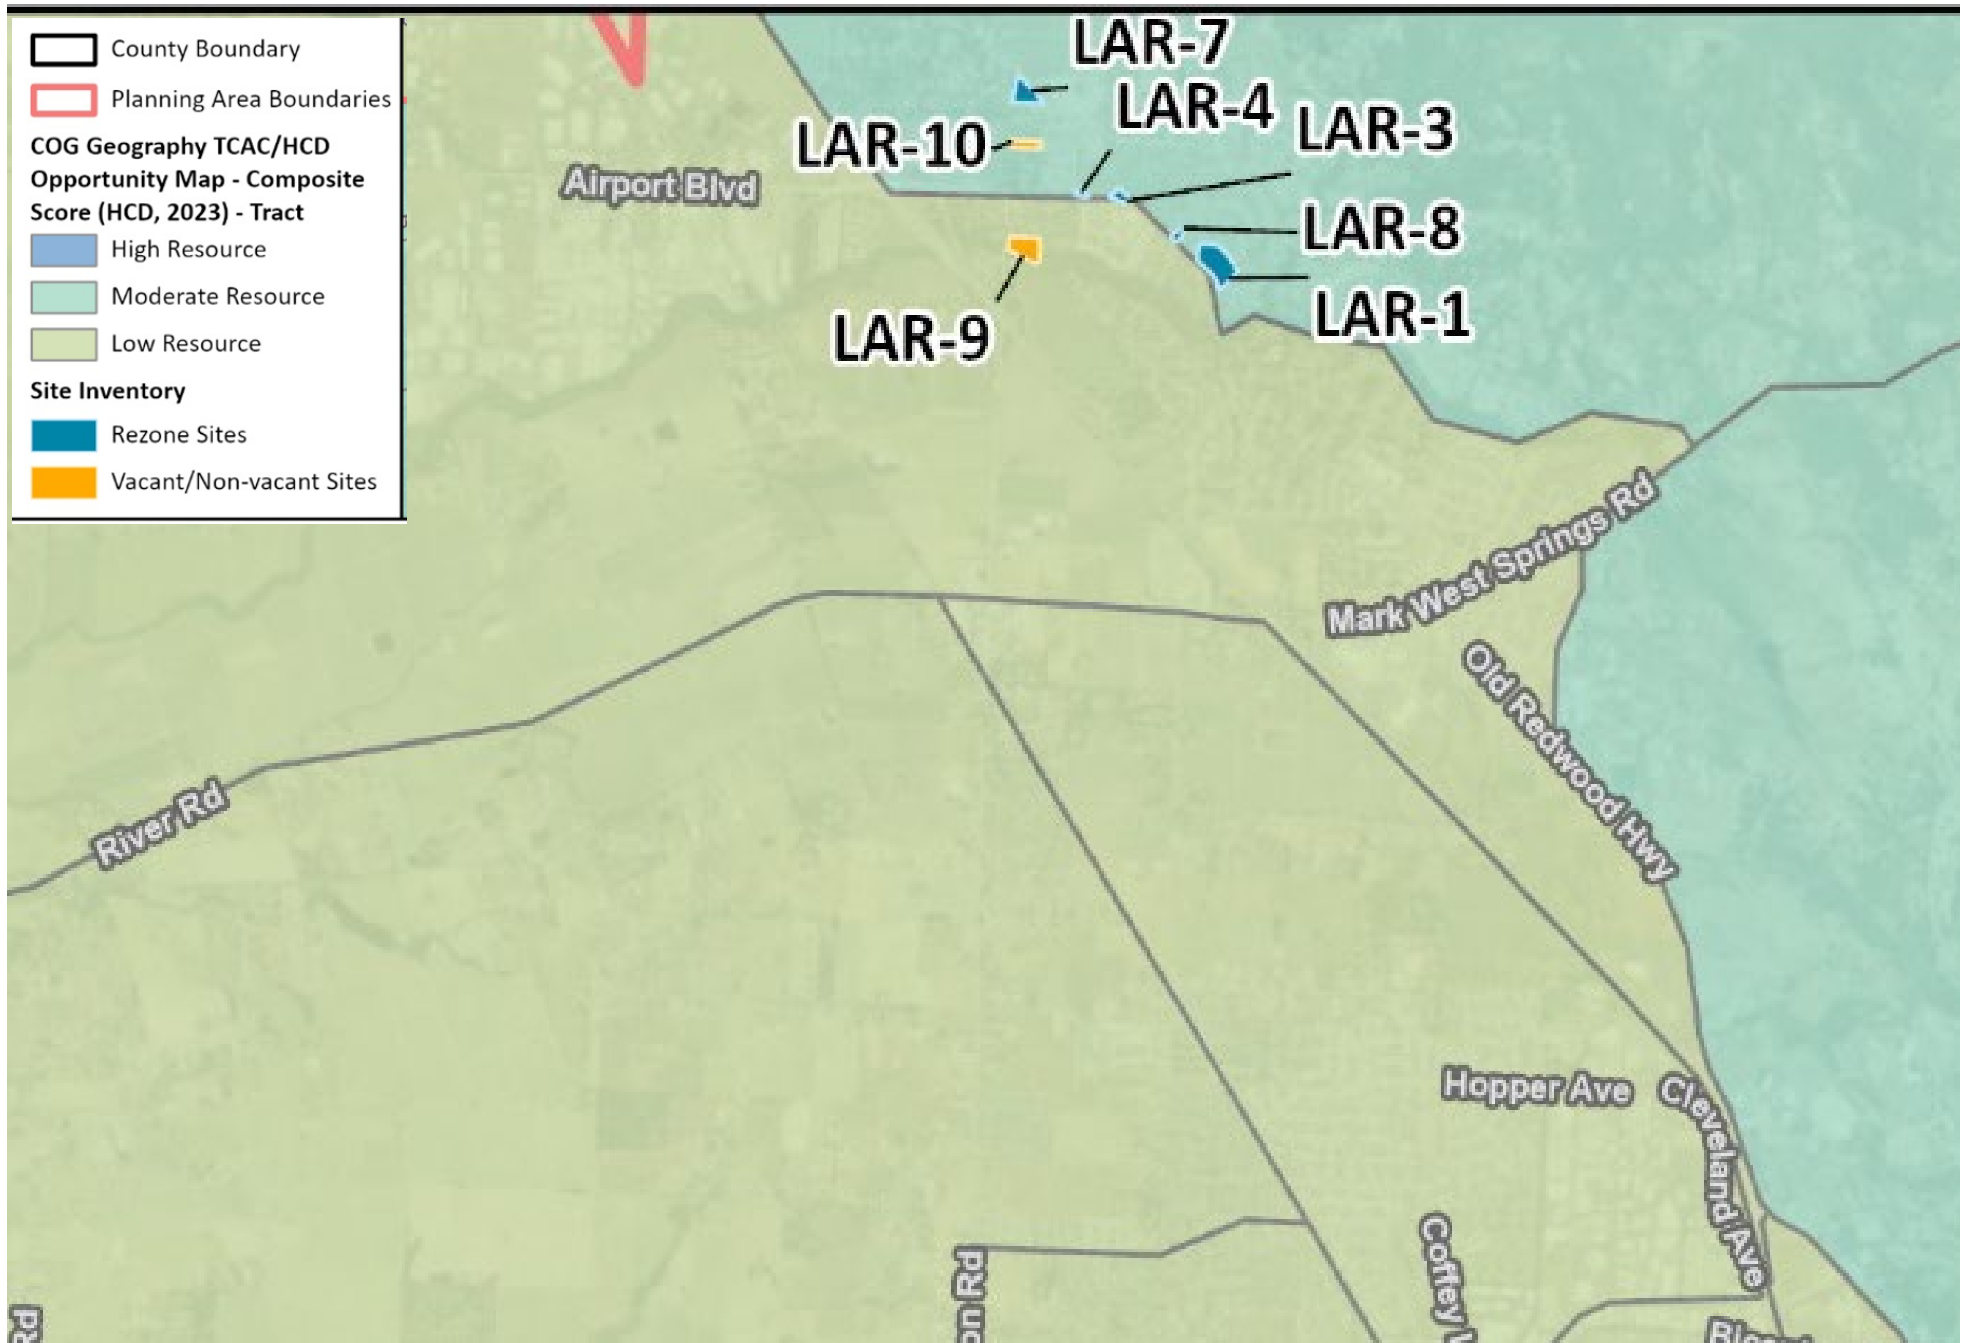 County Boundary
Planning Area Boundaries
COG Geography TCAC/HCD
Opportunity Map - Composite
Score (HCD, 2023) - Tract
High Resource
Moderate Resource
Low Resource
Site Inventory
Rezone Sites
Vacant/Non-vacant Sites
LAR-7
LAR-4
LAR-3
LAR-10
Airport Blvd
LAR-8
LAR-1
LAR-9
Mark West Springs Rd
Old Redwood Hwy
River Rd
Hopper Ave
Cleveland Ave
Coffey
on Rd
Rd